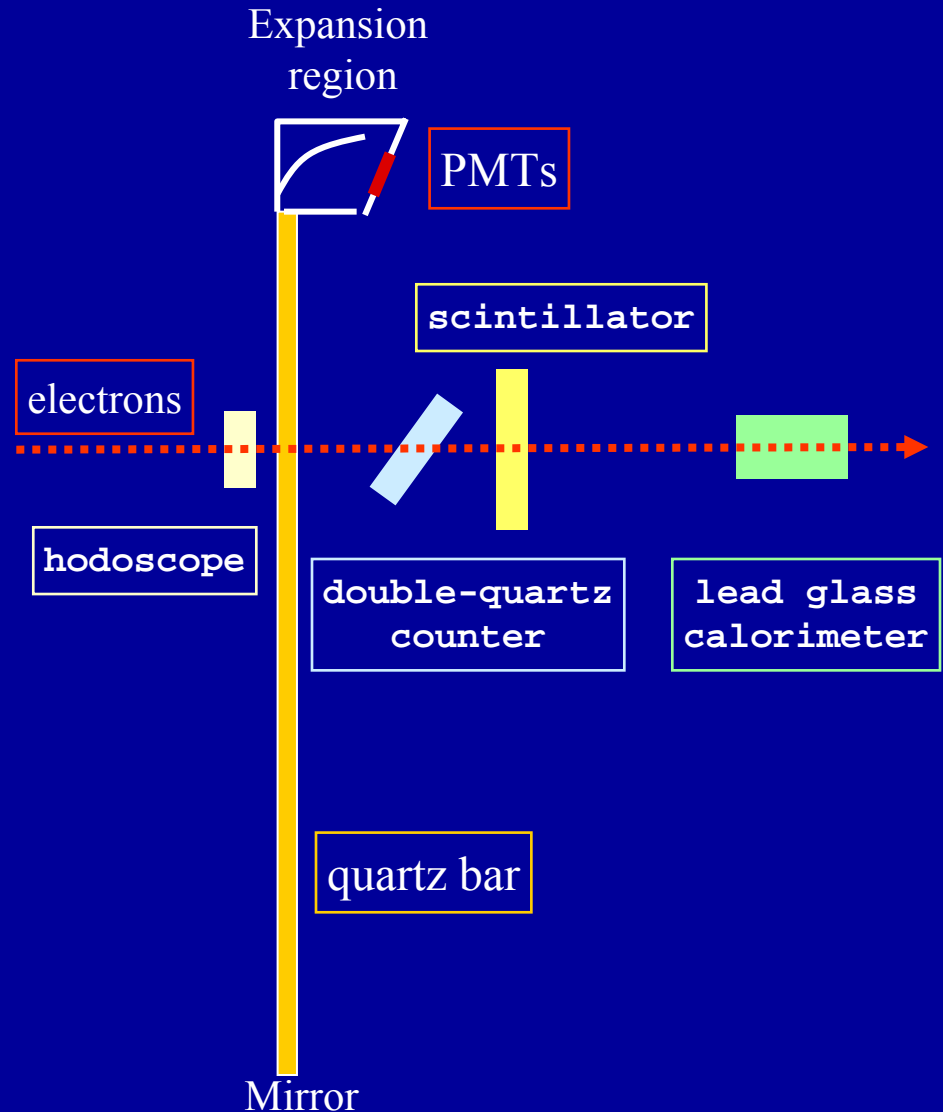 Expansion
region
PMTs
scintillator
electrons
hodoscope
double-quartz
counter
lead glass
calorimeter
quartz bar
Mirror